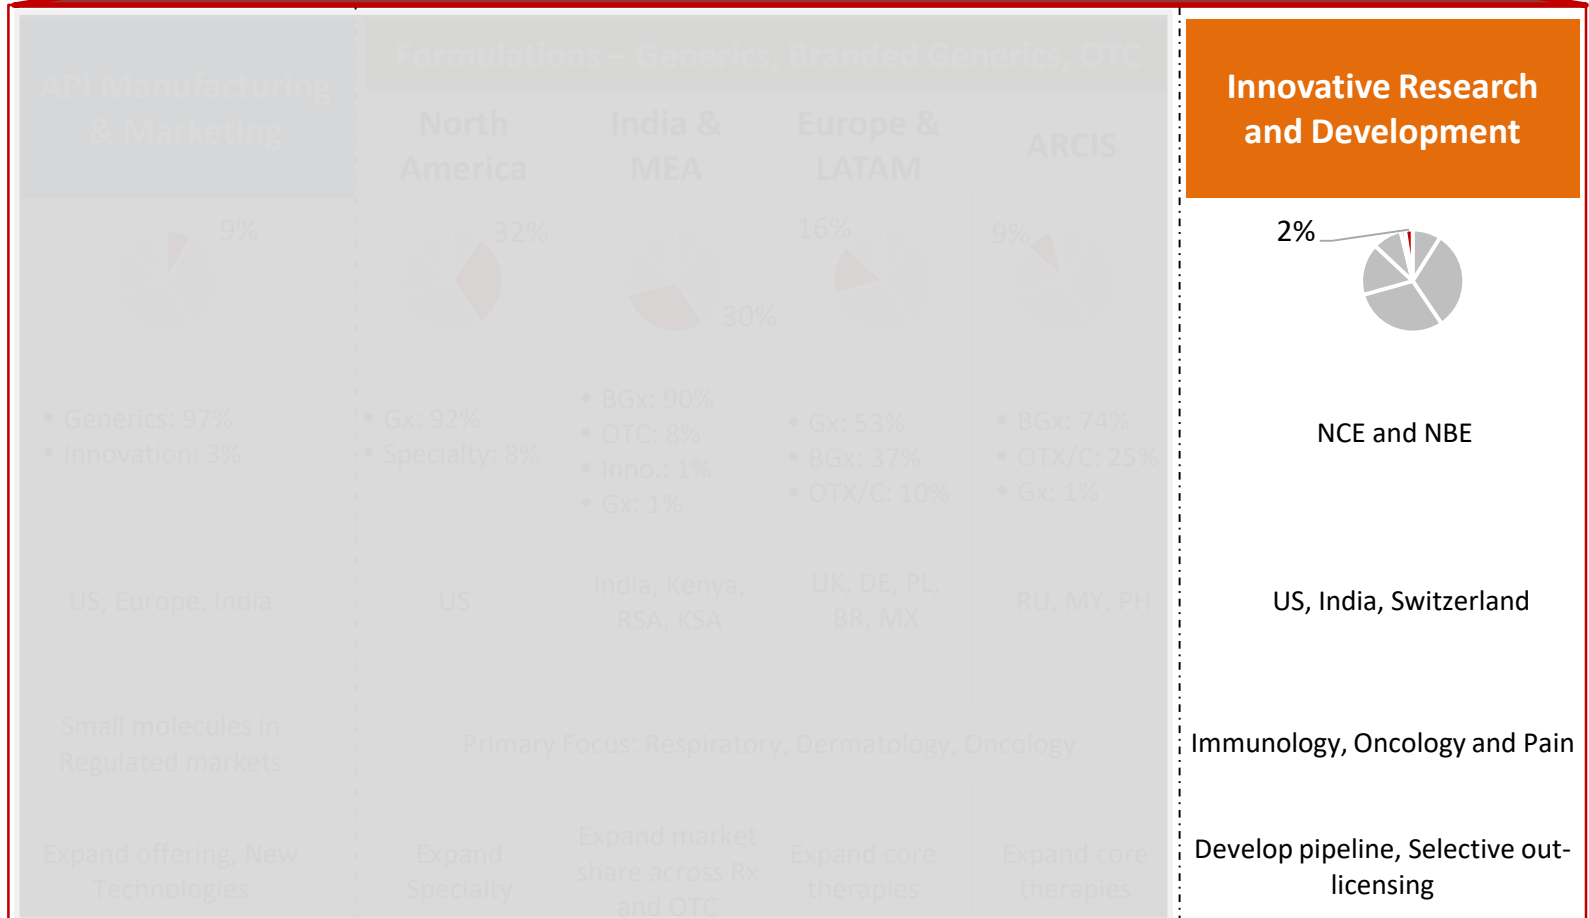 API Manufacturing
& Marketing
Formulations – Generics, Branded Generics, OTC
North
America
India &
MEA
Europe &
LATAM
ARCIS
Innovative Research
and Development
9%
32%
30%
16%
9%
2%
• Generics: 97%
• Innovation: 3%
• Gx: 92%
• Specialty: 8%
• BGx: 90%
• OTC: 8%
• Inno.: 1%
• Gx: 1%
• Gx: 53%
• BGx: 37%
• OTX/C: 10%
• BGx: 74%
• OTX/C: 25%
• Gx: 1%
NCE and NBE
US, Europe, India
US
India, Kenya,
RSA, KSA
UK, DE, PL,
BR, MX
RU, MY, PH
US, India, Switzerland
Small molecules in
Regulated markets
Primary Focus: Respiratory, Dermatology, Oncology
Immunology, Oncology and Pain
Expand offering, New
Technologies
Expand
Specialty
Expand market
share across Rx
and OTC
Expand core
therapies
Expand core
therapies
Develop pipeline, Selective out-
licensing